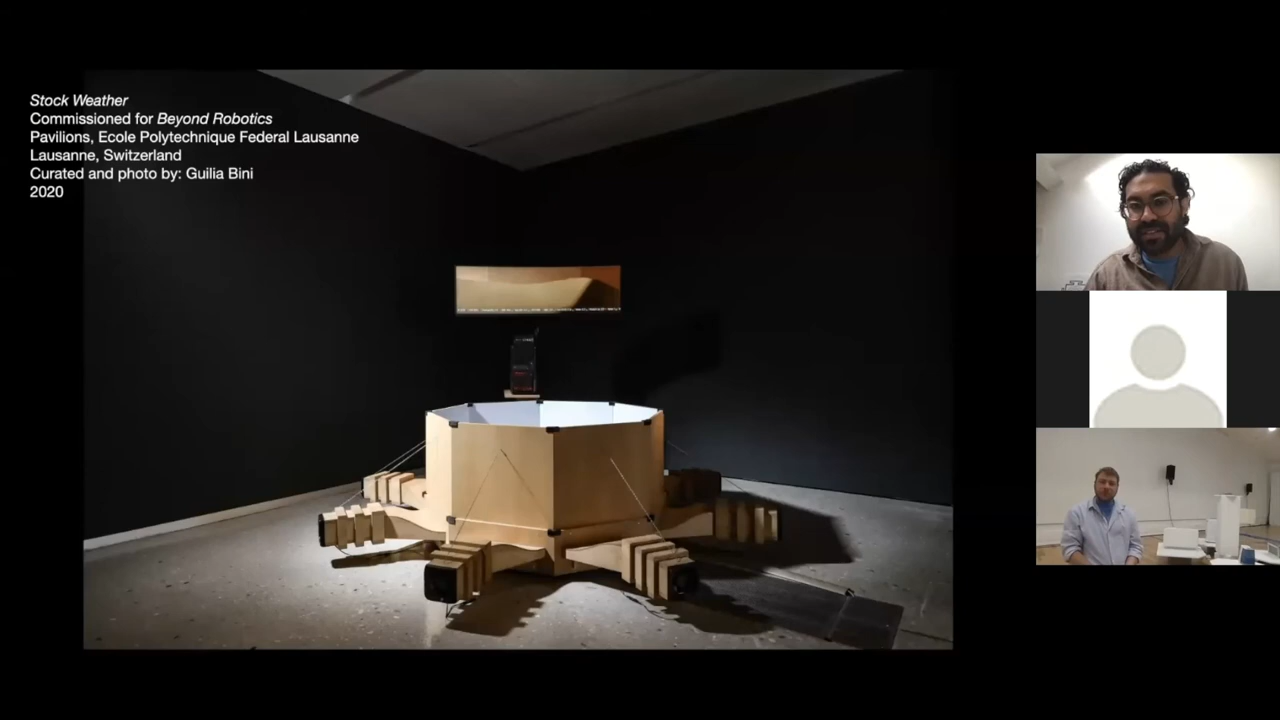 Stock Weather
Commissioned for Beyond Robotics
Pavilions, Ecole Polytechnique Federal Lausanne
Lausanne, Switzerland
Curated and photo by: Guilia Bini
2020